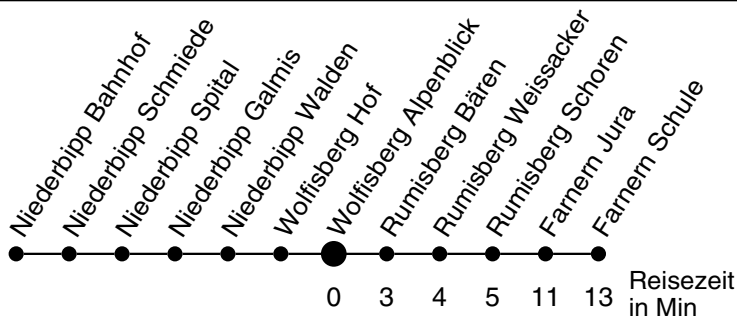 Niederbipp Bahnhof
Niederbipp Schmiede
Niederbipp Spital
Niederbipp Galmis
Niederbipp Walden
Wolfisberg Hof
Wolfisberg Alpenblick
Rumisberg Bären
Rumisberg Weissacker
Rumisberg Schoren
Farnern Jura
Farnern Schule
0 3 4 5 11 13 Reisezeit
in Min